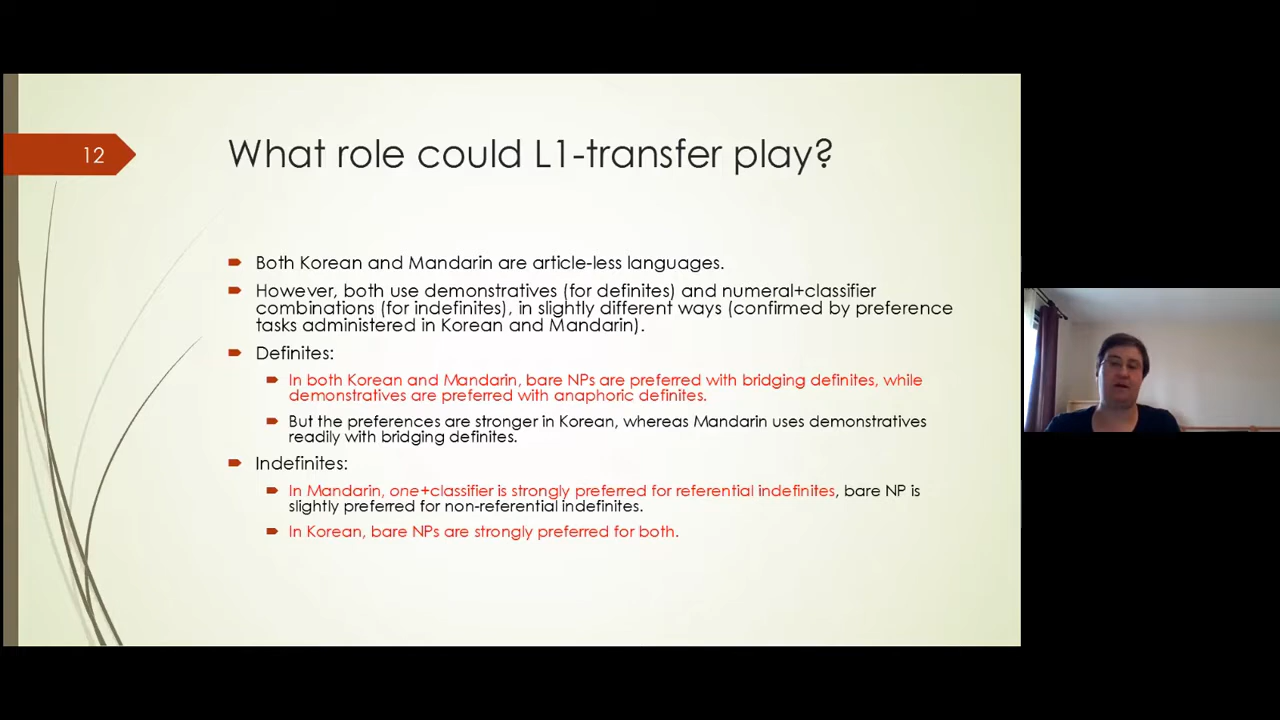 12
What role could L1-transfer play?
Both Korean and Mandarin are article-less languages.
However, both use demonstratives (for definites) and numeral+classifier
combinations (for indefinites), in slightly different ways (confirmed by preference
tasks administered in Korean and Mandarin).
Definites:
In both Korean and Mandarin, bare NPs are preferred with bridging definites, while
demonstratives are preferred with anaphoric definites.
But the preferences are stronger in Korean, whereas Mandarin uses demonstratives
readily with bridging definites.
Indefinites:
In Mandarin, one+classifier is strongly preferred for referential indefinites, bare NP is
slightly preferred for non-referential indefinites.
In Korean, bare NPs are strongly preferred for both.